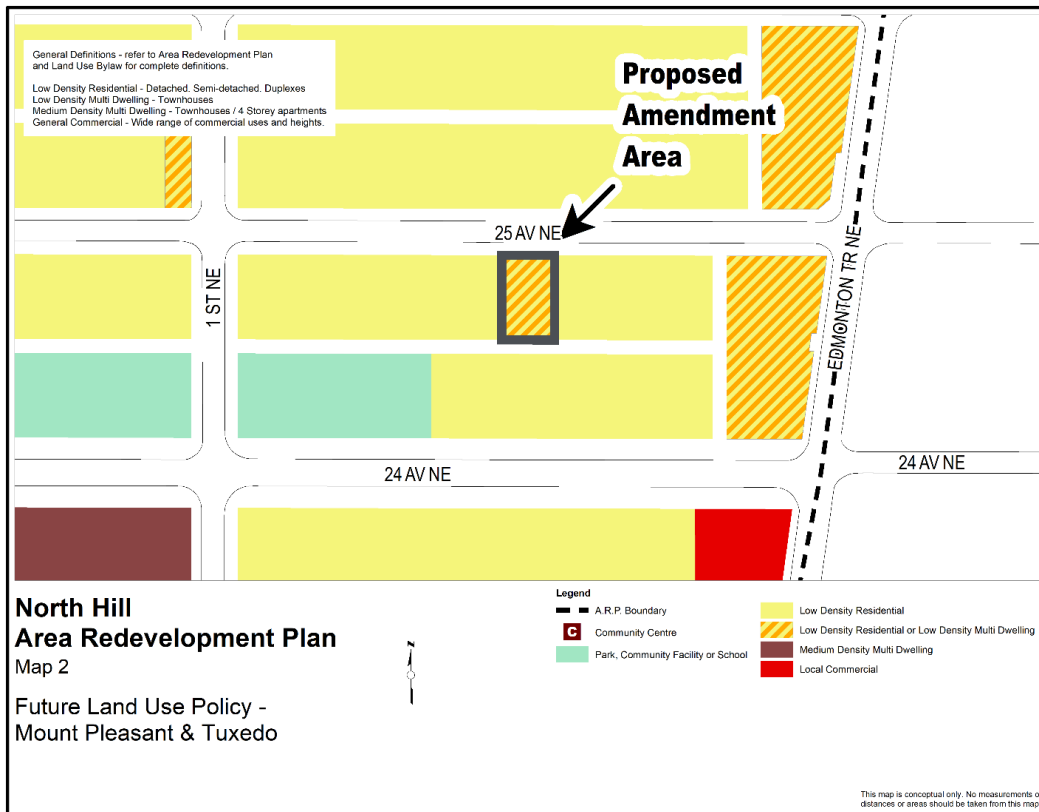 General Definitions - refer to Area Redevelopment Plan
and Land Use Bylaw for complete definitions.
Low Density Residential - Detached. Semi-detached. Duplexes
Low Density Multi Dwelling - Townhouses
Medium Density Multi Dwelling - Townhouses / 4 Storey apartments
General Commercial - Wide range of commercial uses and heights.
Proposed
Amendment
Area
25 AV NE
1 ST NE
EDMONTON TR NE
24 AV NE
24 AV NE
North Hill
Area Redevelopment Plan
Map 2
Future Land Use Policy -
Mount Pleasant & Tuxedo
N
Legend
A.R.P. Boundary
C
Community Centre
Park, Community Facility or School
Low Density Residential
Low Density Residential or Low Density Multi Dwelling
Medium Density Multi Dwelling
Local Commercial
This map is conceptual only. No measurements o
distances or areas should be taken from this map